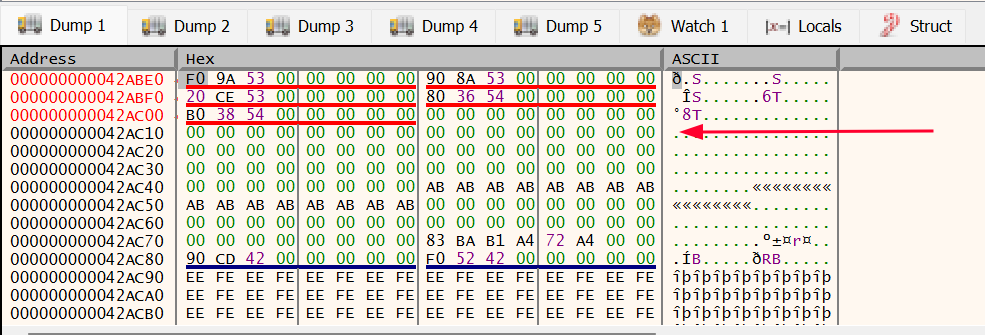 Dump 1 Dump 2 Dump 3 Dump 4 Dump 5 Watch 1 |x=| Locals Struct
Address Hex ASCII
000000000042ABE0 F0 9A 53 00 00 00 00 00 90 8A 53 00 00 00 00 00 ð.S.......S.....
000000000042ABF0 20 CE 53 00 00 00 00 00 80 36 54 00 00 00 00 00  ÎS......6T.....
000000000042AC00 B0 38 54 00 00 00 00 00 00 00 00 00 00 00 00 00 °8T.............
000000000042AC10 00 00 00 00 00 00 00 00 00 00 00 00 00 00 00 00 ................
000000000042AC20 00 00 00 00 00 00 00 00 00 00 00 00 00 00 00 00 ................
000000000042AC30 00 00 00 00 00 00 00 00 00 00 00 00 00 00 00 00 ................
000000000042AC40 00 00 00 00 00 00 00 00 AB AB AB AB AB AB AB AB ........««««««««
000000000042AC50 AB AB AB AB AB AB AB AB 00 00 00 00 00 00 00 00 ««««««««........
000000000042AC60 00 00 00 00 00 00 00 00 00 00 00 00 00 00 00 00 ................
000000000042AC70 00 00 00 00 00 00 00 00 83 BA B1 A4 72 A4 00 00 .........º±¤r¤..
000000000042AC80 90 CD 42 00 00 00 00 00 F0 52 42 00 00 00 00 00 .ÍB.....ðRB.....
000000000042AC90 EE FE EE FE EE FE EE FE EE FE EE FE EE FE EE FE îþîþîþîþîþîþîþîþ
000000000042ACA0 EE FE EE FE EE FE EE FE EE FE EE FE EE FE EE FE îþîþîþîþîþîþîþîþ
000000000042ACB0 EE FE EE FE EE FE EE FE EE FE EE FE EE FE EE FE îþîþîþîþîþîþîþîþ